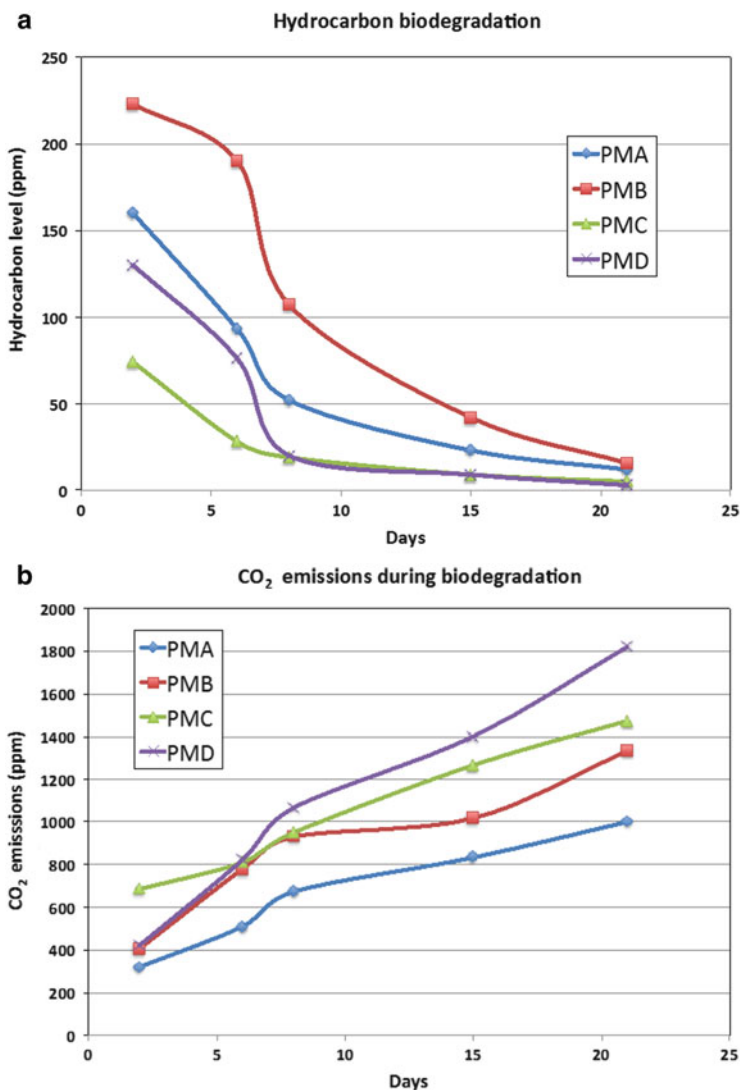 a
Hydrocarbon biodegradation
250
200
150
100
50
0
Hydrocarbon level (ppm)
PMA
PMB
PMC
PMD
0 5 10 15 20 25
Days
b
CO₂ emissions during biodegradation
2000
1800
1600
1400
1200
1000
800
600
400
200
0
CO₂ emisssions (ppm)
PMA
PMB
PMC
PMD
0 5 10 15 20 25
Days